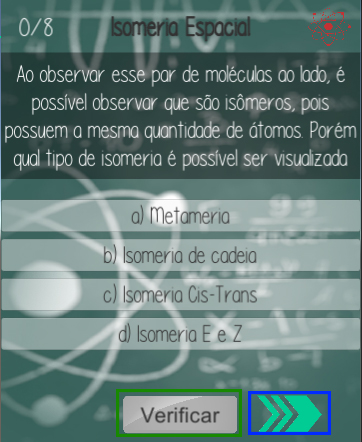 0/8
Isomeria Espacial
Ao observar esse par de moléculas ao lado, é
possível observar que são isômeros, pois
possuem a mesma quantidade de átomos. Porém
qual tipo de isomeria é possível ser visualizada
a) Metameria
b) Isomeria de cadeia
c) Isomeria Cis-Trans
d) Isomeria E e Z
Verificar